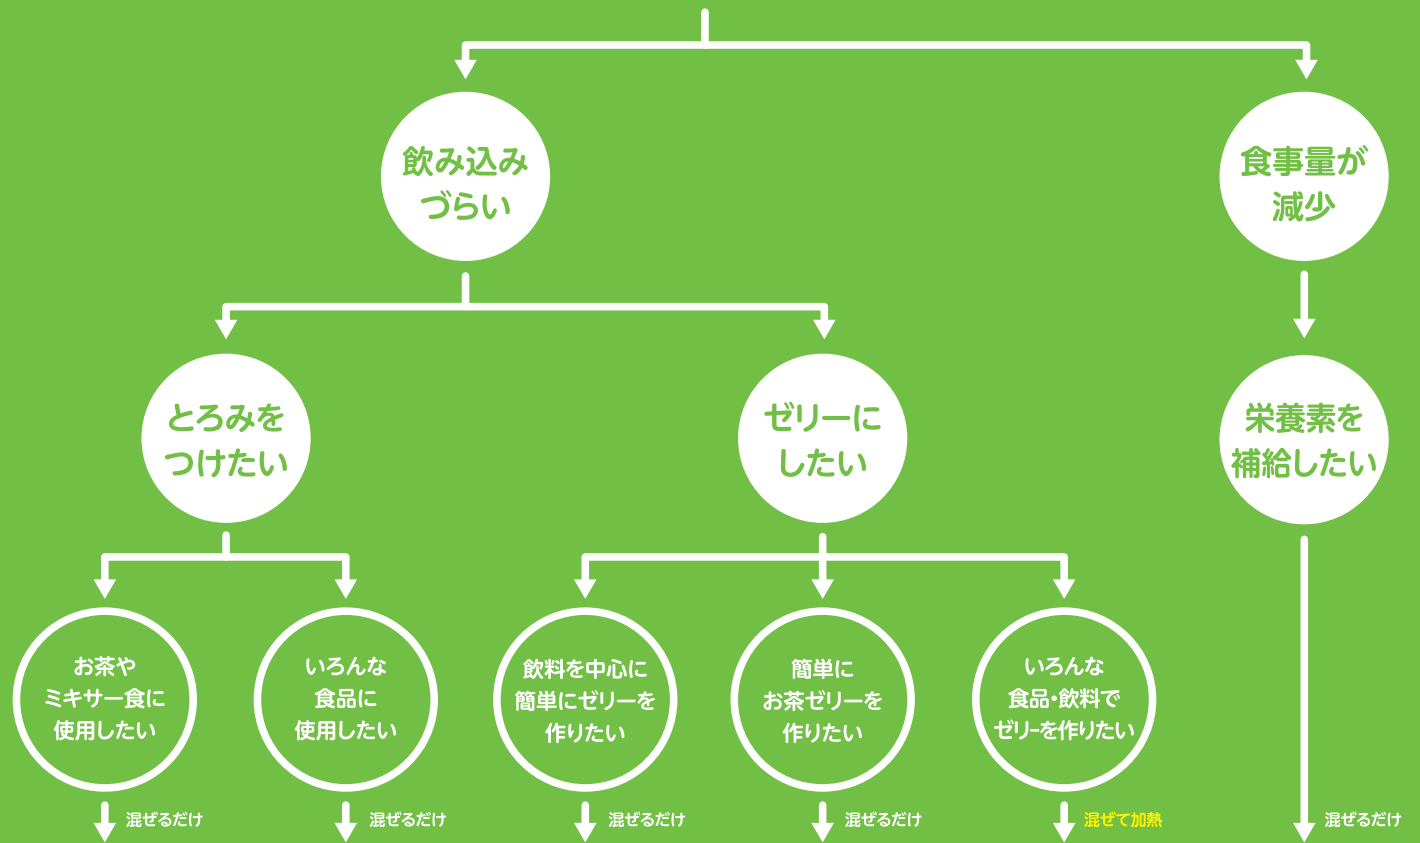 飲み込み
づらい
食事量が
減少
とろみを
つけたい
ゼリーに
したい
栄養素を
補給したい
お茶や
ミキサー食に
使用したい
いろんな
食品に
使用したい
飲料を中心に
簡単にゼリーを
作りたい
簡単に
お茶ゼリーを
作りたい
いろんな
食品・飲料で
ゼリーを作りたい
混ぜるだけ
混ぜるだけ
混ぜるだけ
混ぜるだけ
混ぜて加熱
混ぜるだけ